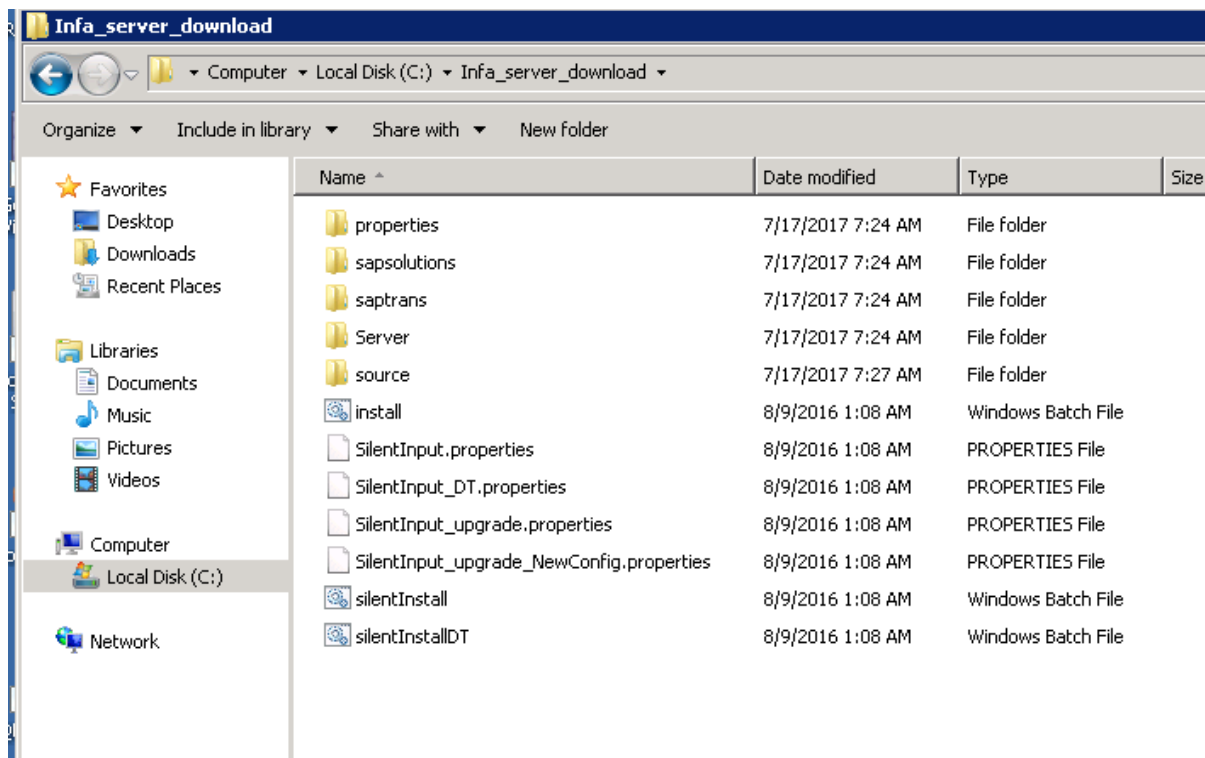 Infa_server_download
Computer Local Disk (C:) Infa_server_download
Organize Include in library Share with New folder
Favorites
Desktop
Downloads
Recent Places
Libraries
Documents
Music
Pictures
Videos
Computer
Local Disk (C:)
Network
Name Date modified Type Size
properties 7/17/2017 7:24 AM File folder
sapsolutions 7/17/2017 7:24 AM File folder
saptrans 7/17/2017 7:24 AM File folder
Server 7/17/2017 7:24 AM File folder
source 7/17/2017 7:27 AM File folder
install 8/9/2016 1:08 AM Windows Batch File
SilentInput.properties 8/9/2016 1:08 AM PROPERTIES File
SilentInput_DT.properties 8/9/2016 1:08 AM PROPERTIES File
SilentInput_upgrade.properties 8/9/2016 1:08 AM PROPERTIES File
SilentInput_upgrade_NewConfig.properties 8/9/2016 1:08 AM PROPERTIES File
silentInstall 8/9/2016 1:08 AM Windows Batch File
silentInstallDT 8/9/2016 1:08 AM Windows Batch File